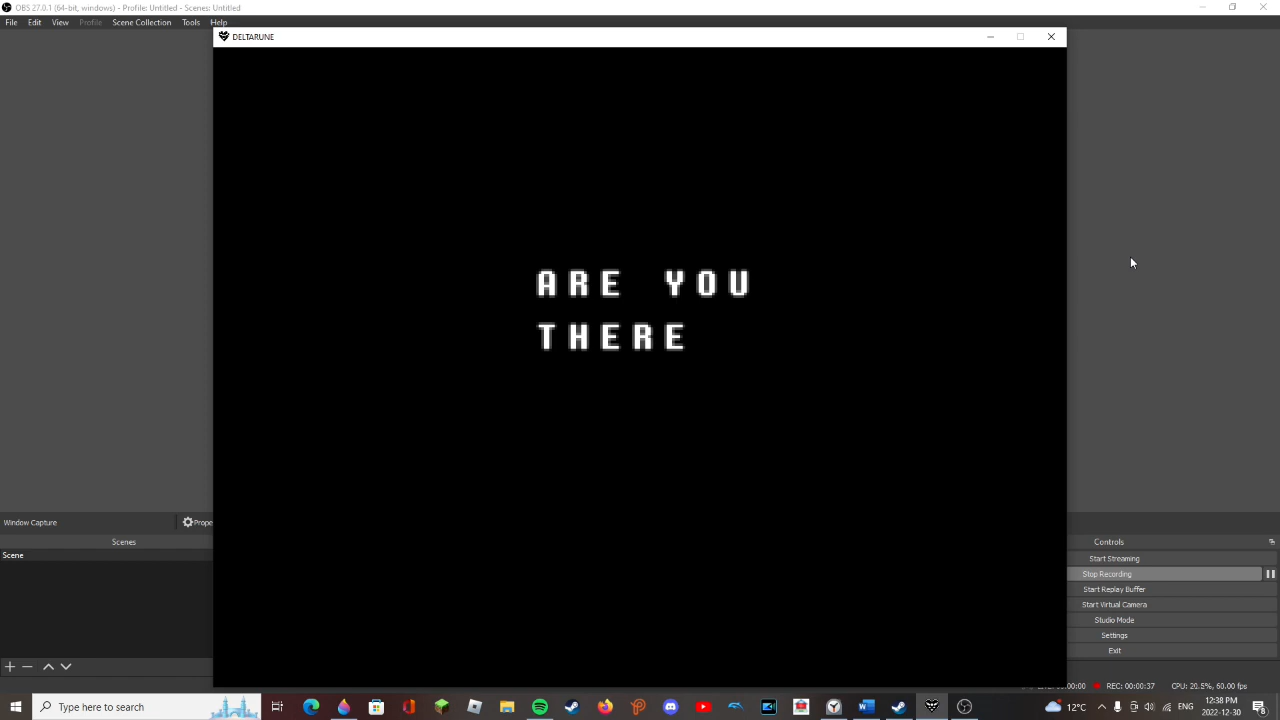 OBS 27.0.1 (64-bit, windows) - Profile: Untitled - Scenes: Untitled
File Edit View Profile Scene Collection Tools Help
DELTARUNE
ARE YOU
THERE
Window Capture
Prope
Scenes
Controls
Scene
Start Streaming
Stop Recording
Start Replay Buffer
Start Virtual Camera
Studio Mode
Settings
Exit
REC: 00:00:37 CPU: 20.5%, 60.00 fps
Type here to search
12°C
ENG
12:38 PM
2022-12-30
8